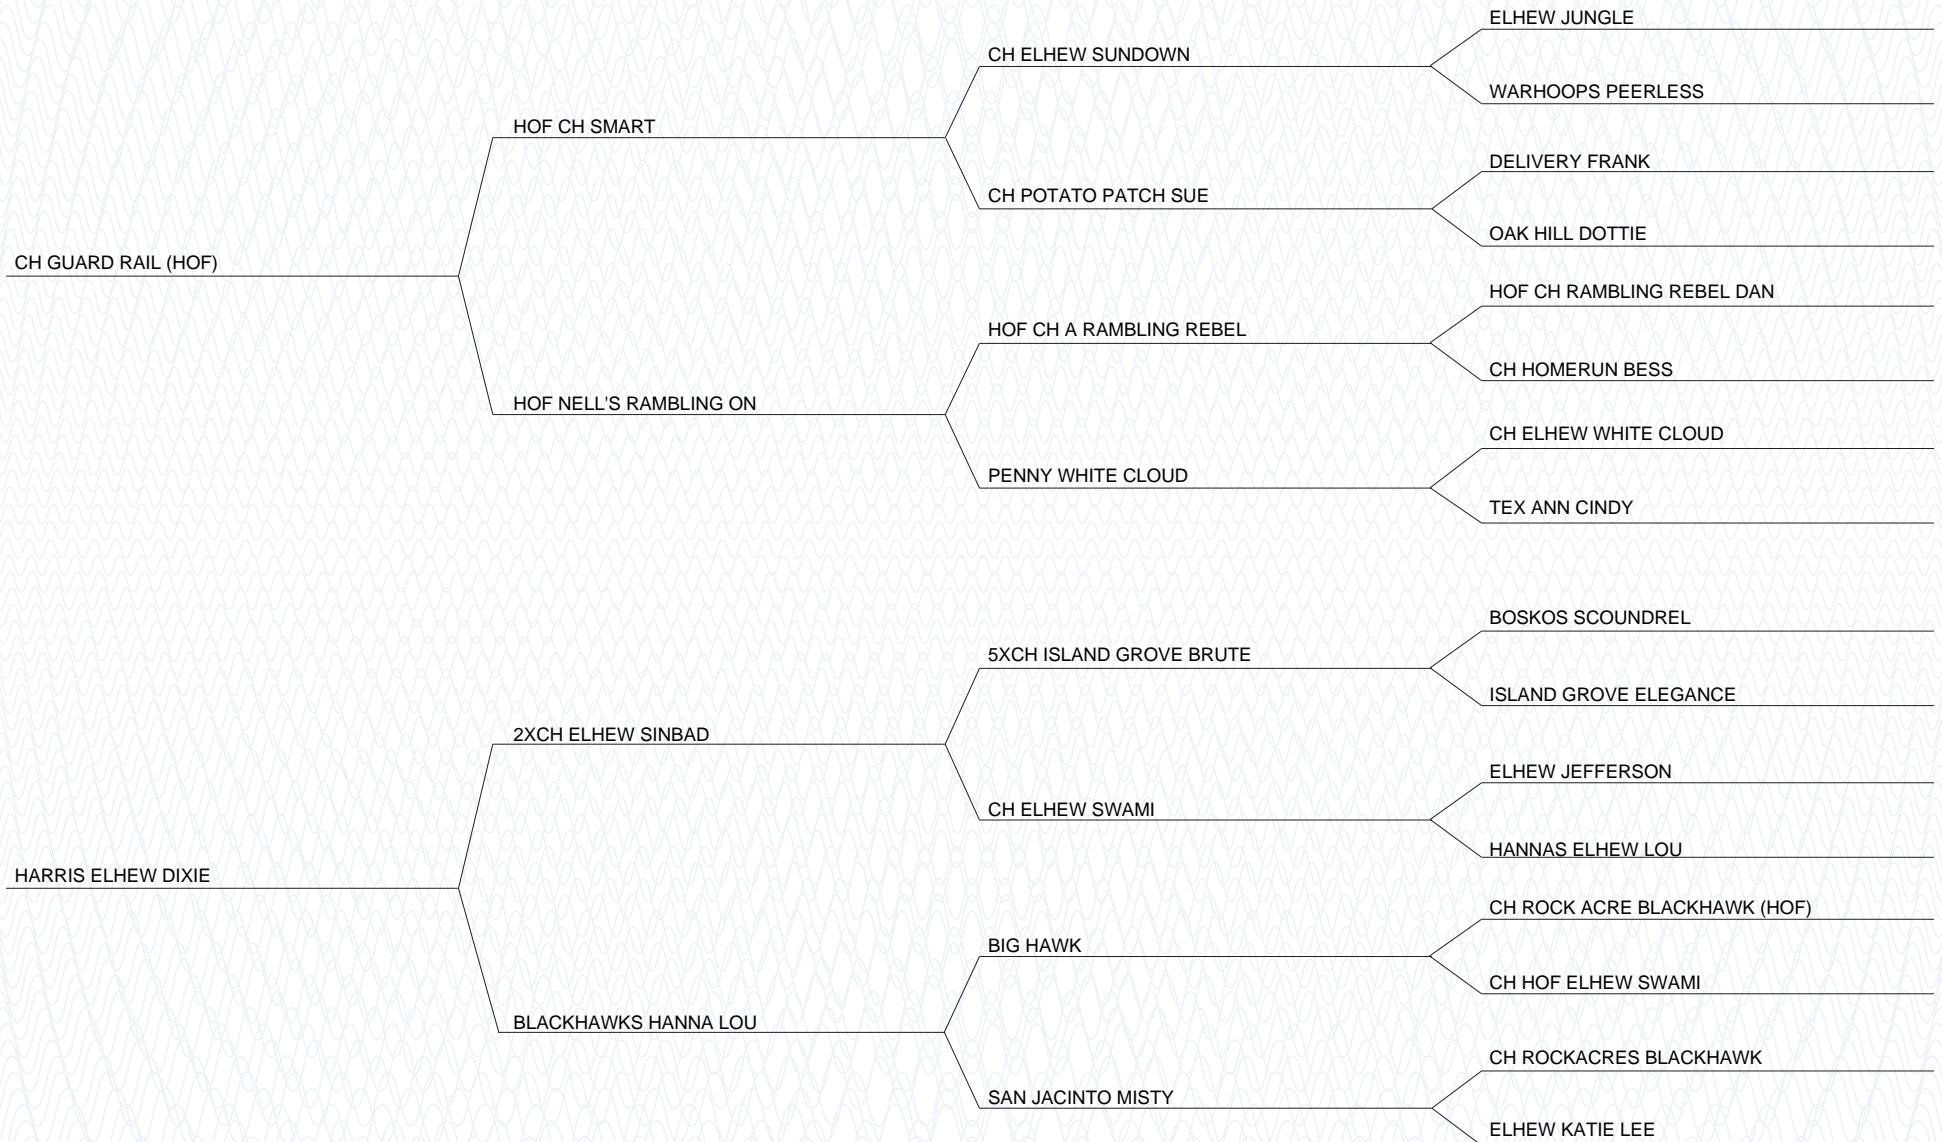 ELHEW JUNGLE
CH ELHEW SUNDOWN
WARHOOPS PEERLESS
HOF CH SMART
DELIVERY FRANK
CH POTATO PATCH SUE
OAK HILL DOTTIE
CH GUARD RAIL (HOF)
HOF CH RAMBLING REBEL DAN
HOF CH A RAMBLING REBEL
CH HOMERUN BESS
HOF NELL'S RAMBLING ON
CH ELHEW WHITE CLOUD
PENNY WHITE CLOUD
TEX ANN CINDY
BOSKOS SCOUNDREL
5XCH ISLAND GROVE BRUTE
ISLAND GROVE ELEGANCE
2XCH ELHEW SINBAD
ELHEW JEFFERSON
CH ELHEW SWAMI
HANNAS ELHEW LOU
HARRIS ELHEW DIXIE
CH ROCK ACRE BLACKHAWK (HOF)
BIG HAWK
CH HOF ELHEW SWAMI
BLACKHAWKS HANNA LOU
CH ROCKACRES BLACKHAWK
SAN JACINTO MISTY
ELHEW KATIE LEE